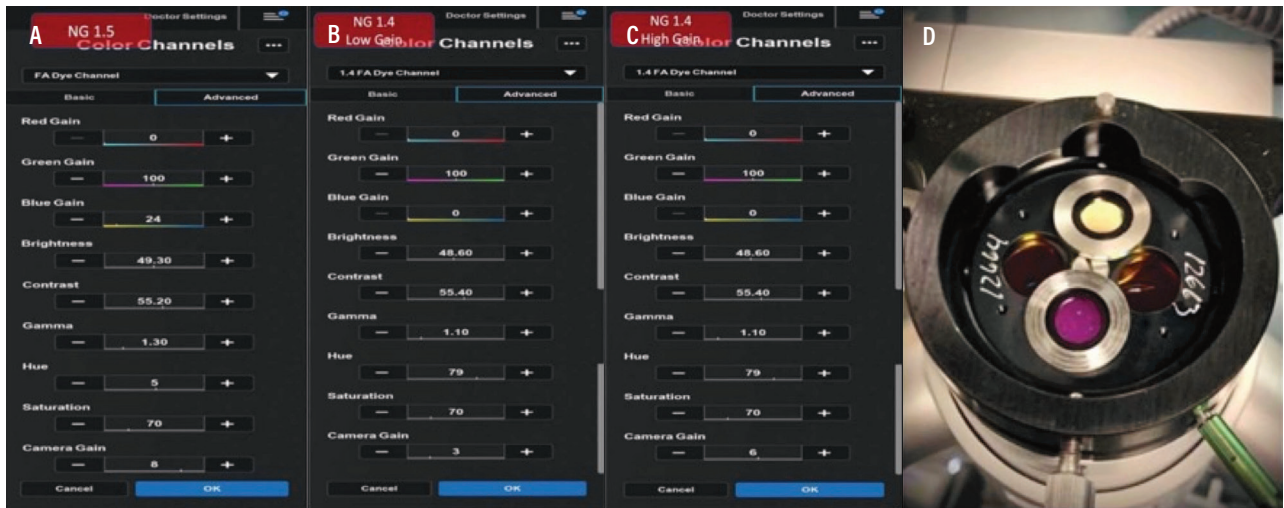 A
NG 1.5
Doctor Settings
Color Channels
FA Dye Channel
Basic
Advanced
Red Gain
0
Green Gain
100
Blue Gain
24
Brightness
49.30
Contrast
55.20
Gamma
1.30
Hue
5
Saturation
70
Camera Gain
8
Cancel
OK
B
NG 1.4
Low Gain
Doctor Settings
Color Channels
1.4 FA Dye Channel
Basic
Advanced
Red Gain
0
Green Gain
100
Blue Gain
0
Brightness
48.60
Contrast
55.40
Gamma
1.10
Hue
79
Saturation
70
Camera Gain
3
Cancel
OK
C
NG 1.4
High Gain
Doctor Settings
Color Channels
1.4 FA Dye Channel
Basic
Advanced
Red Gain
0
Green Gain
100
Blue Gain
0
Brightness
48.60
Contrast
55.40
Gamma
1.10
Hue
79
Saturation
70
Camera Gain
6
Cancel
OK
D
12664
12663